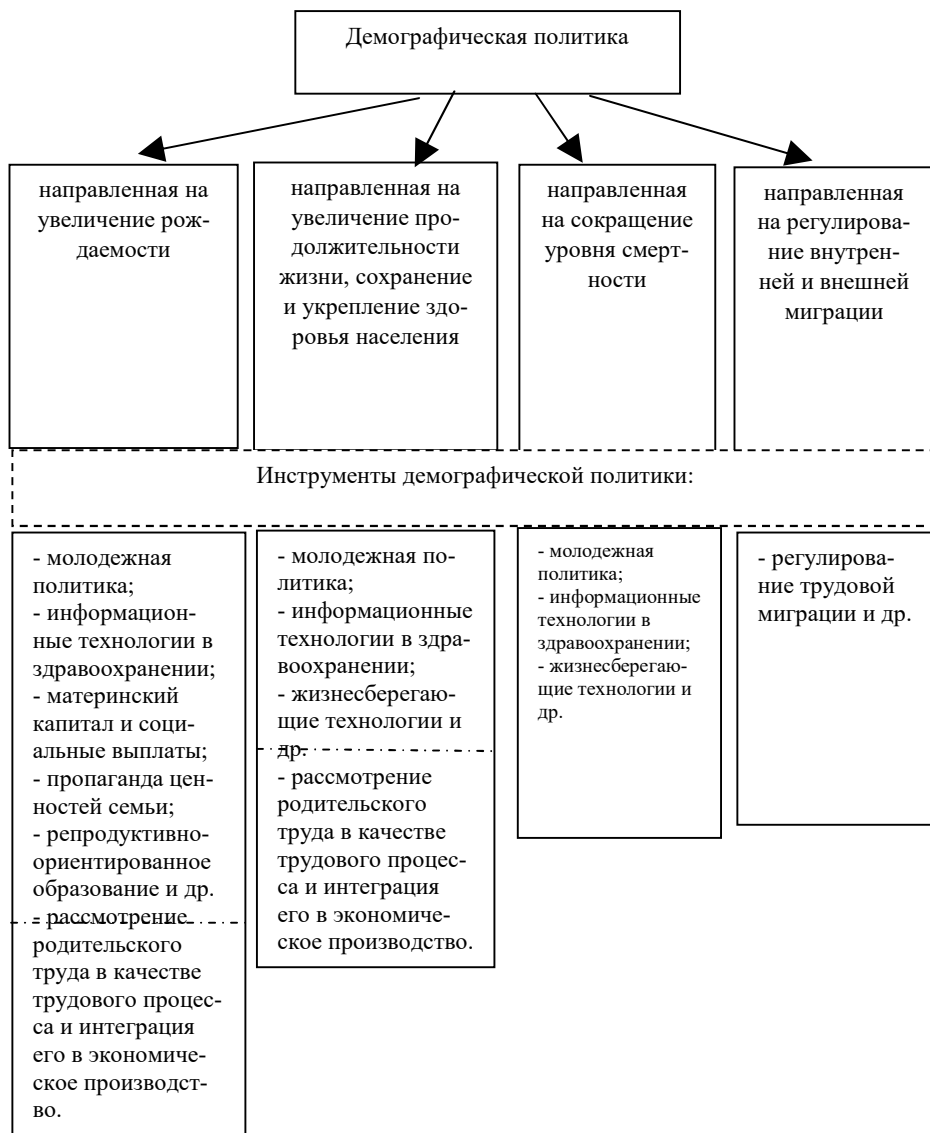 Демографическая политика
направленная на
увеличение рож-
даемости
направленная на
увеличение про-
должительности
жизни, сохранение
и укрепление здо-
ровья населения
направленная
на сокращение
уровня смерт-
ности
направленная
на регулирова-
ние внутрен-
ней и внешней
миграции
Инструменты демографической политики:
- молодежная
политика;
- информацион-
ные технологии в
здравоохранении;
- материнский
капитал и соци-
альные выплаты;
- пропаганда цен-
ностей семьи;
- репродуктивно-
ориентированное
образование и др.
- рассмотрение
родительского
труда в качестве
трудового процес-
са и интеграция
его в экономиче-
ское производст-
во.
- молодежная по-
литика;
- информационные
технологии в здра-
воохранении;
- жизнесберегаю-
щие технологии и
др.
- рассмотрение
родительского
труда в качестве
трудового процес-
са и интеграция
его в экономиче-
ское производство.
- молодежная
политика;
- информационные
технологии в
здравоохранении;
- жизнесберегаю-
щие технологии и
др.
- регулирова-
ние трудовой
миграции и др.